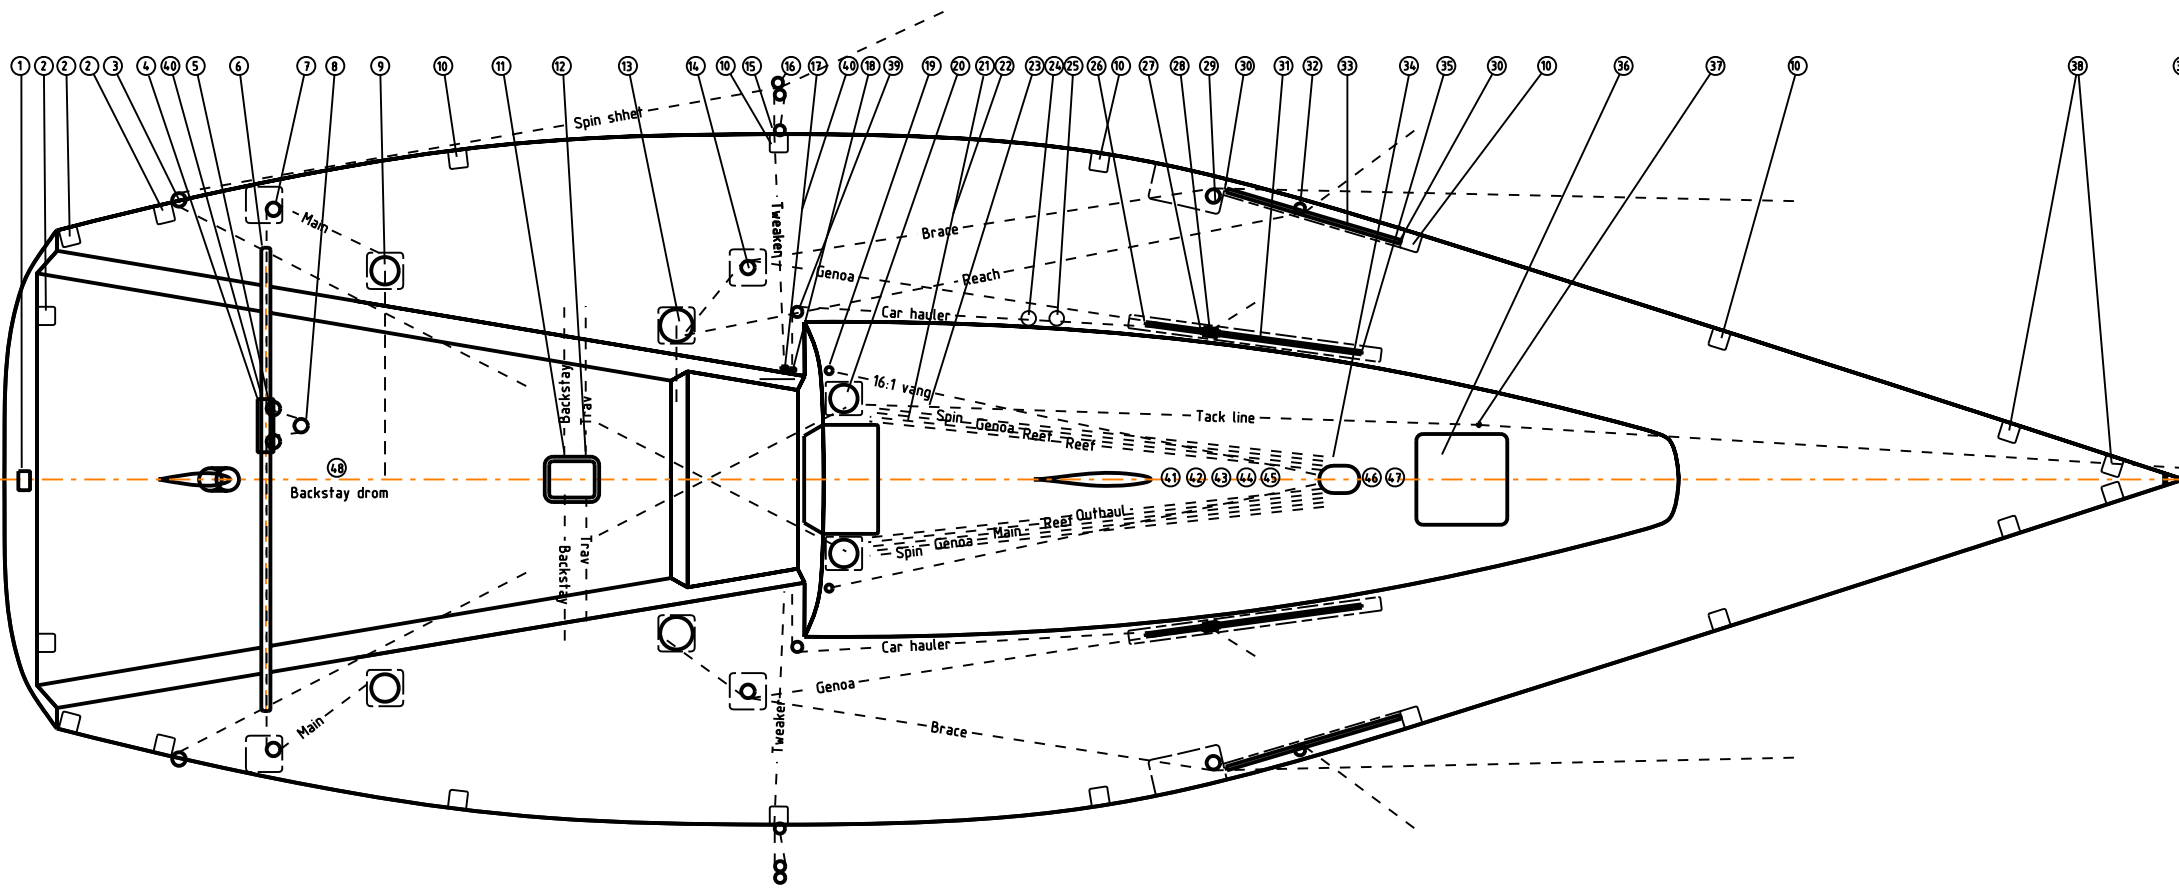 1 2 2 2 3 4 40 5 6 7 8 9 10 11 12 13 14 10 15 16 17 40 18 39 19 20 21 22 23 24 25 26 10 27 28 29 30 31 32 33 34 35 30 10 36 37 10 38
Spin shhet
Main
Tweaker
Brace
Genoa
Reach
Car hauler
Backstay
Trav
16:1 vang
Tack line
Spin Genoa Reef Reef
48
41 42 43 44 45 46 47
Backstay drom
Reef Outhaul
Spin Genoa Main
Backstay
Trav
Car hauler
Genoa
Main
Tweaker
Brace